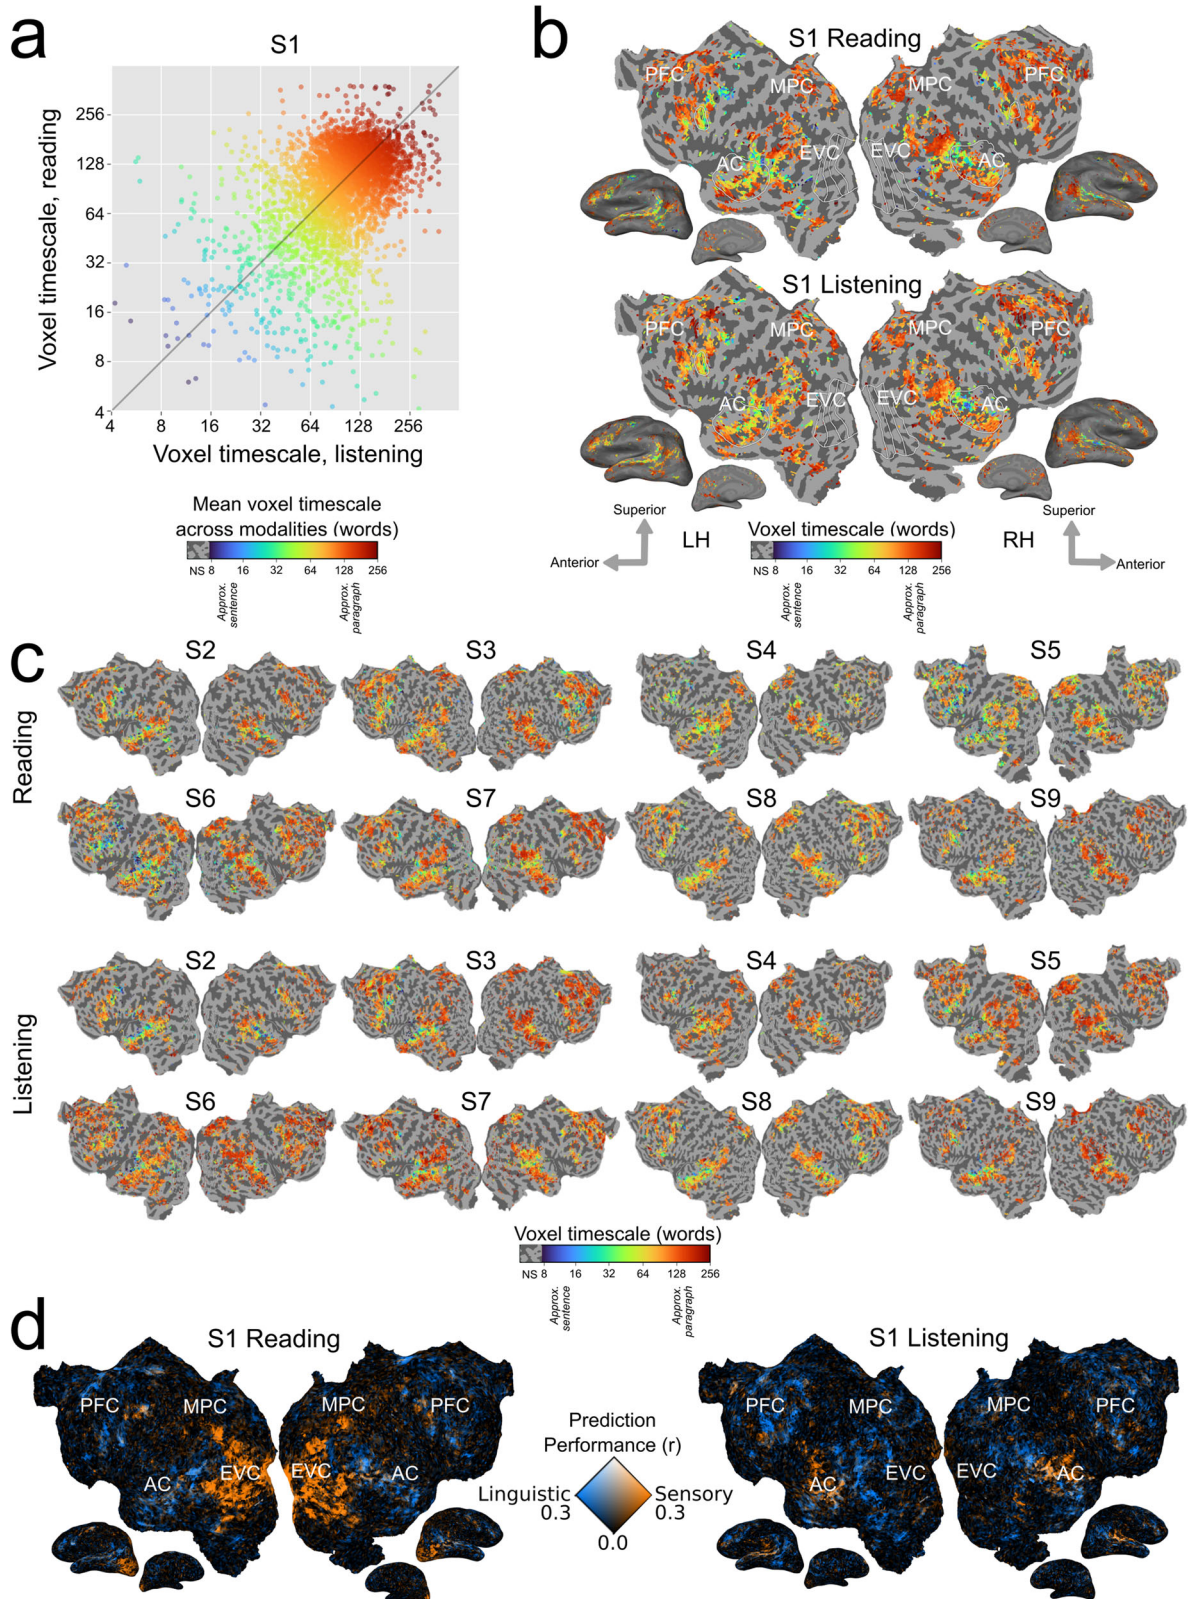 a
S1
Voxel timescale, reading
256
128
64
32
16
8
4
4 8 16 32 64 128 256
Voxel timescale, listening
Mean voxel timescale
across modalities (words)
NS 8 16 32 64 128 256
Approx. sentence
Approx. paragraph
b
S1 Reading
PFC MPC EVC AC EVC AC PFC
S1 Listening
PFC MPC AC EVC MPC PFC EVC AC
Superior
Anterior
LH
Voxel timescale (words)
NS 8 16 32 64 128 256
Approx. sentence
Approx. paragraph
RH
Superior
Anterior
c
Reading
S2 S3 S4 S5
S6 S7 S8 S9
Listening
S2 S3 S4 S5
S6 S7 S8 S9
Voxel timescale (words)
NS 8 16 32 64 128 256
Approx. sentence
Approx. paragraph
d
S1 Reading
PFC MPC MPC PFC
AC EVC EVC AC
Prediction
Performance (r)
Linguistic Sensory
0.3 0.3
0.0
S1 Listening
PFC MPC MPC PFC
AC EVC EVC AC